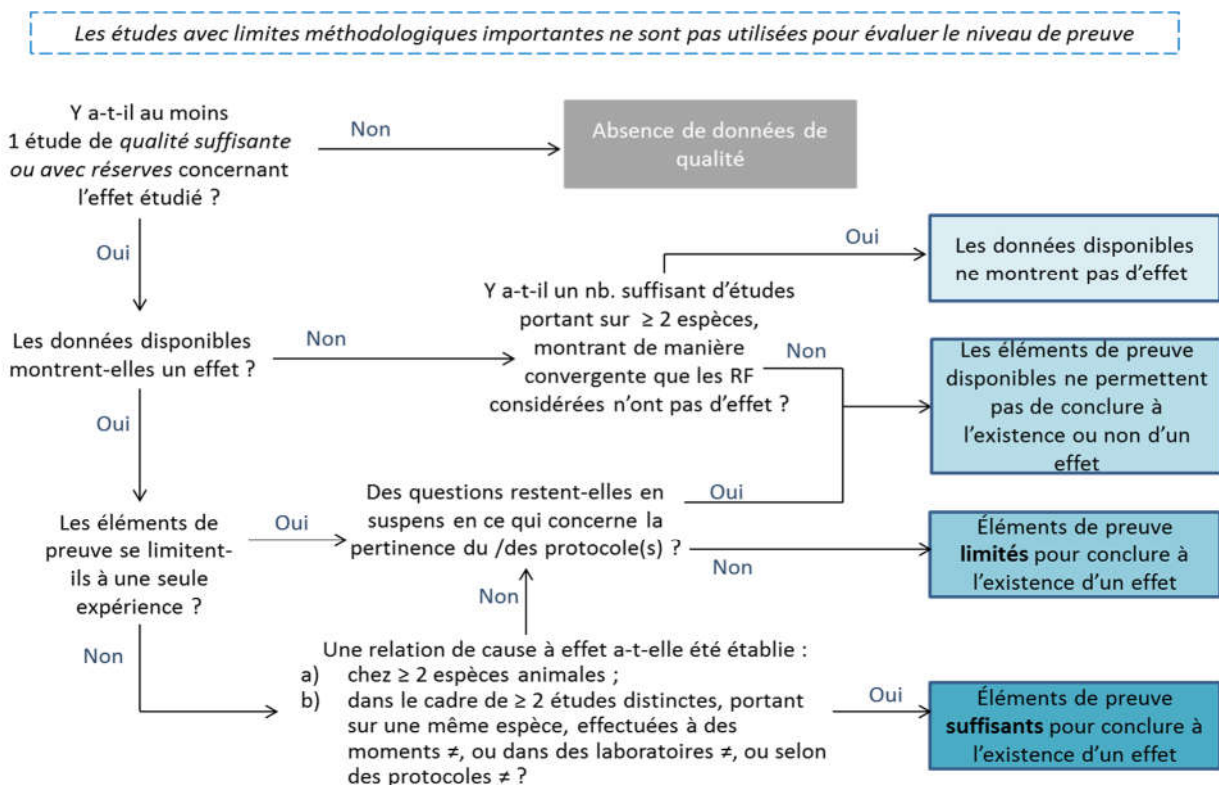 Les études avec limites méthodologiques importantes ne sont pas utilisées pour évaluer le niveau de preuve
Y a-t-il au moins
1 étude de qualité suffisante
ou avec réserves concernant
l'effet étudié ?
Non
Absence de données de
qualité
Oui
Oui
Les données disponibles
ne montrent pas d'effet
Y a-t-il un nb. suffisant d'études
portant sur ≥ 2 espèces,
montrant de manière
convergente que les RF
considérées n'ont pas d'effet ?
Les données disponibles
montrent-elles un effet ?
Non
Non
Les éléments de preuve
disponibles ne permettent
pas de conclure à
l'existence ou non d'un
effet
Oui
Des questions restent-elles en
suspens en ce qui concerne la
pertinence du /des protocole(s) ?
Oui
Les éléments de
preuve se limitent-
ils à une seule
expérience ?
Oui
Non
Éléments de preuve
limités pour conclure à
l'existence d'un effet
Non
Non
Une relation de cause à effet a-t-elle été établie :
a) chez ≥ 2 espèces animales ;
b) dans le cadre de ≥ 2 études distinctes, portant
sur une même espèce, effectuées à des
moments ≠, ou dans des laboratoires ≠, ou selon
des protocoles ≠ ?
Oui
Éléments de preuve
suffisants pour conclure à
l'existence d'un effet